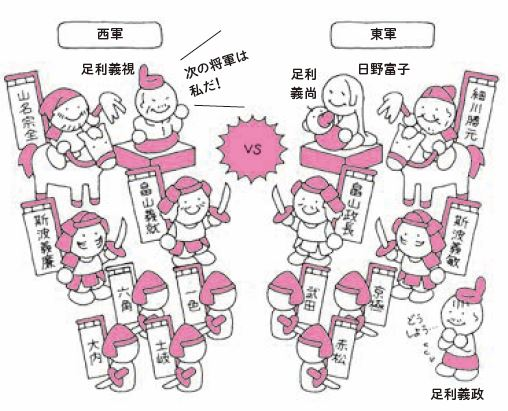 西軍
東軍
足利義視
次の将軍は
私だ!
足利
義尚
日野富子
山名宗全
細川勝元
VS
畠山義就
畠山政長
斯波義廉
斯波義敏
六角
一色
武田
京極
大内
土岐
赤松
どう
しよう…
足利義政